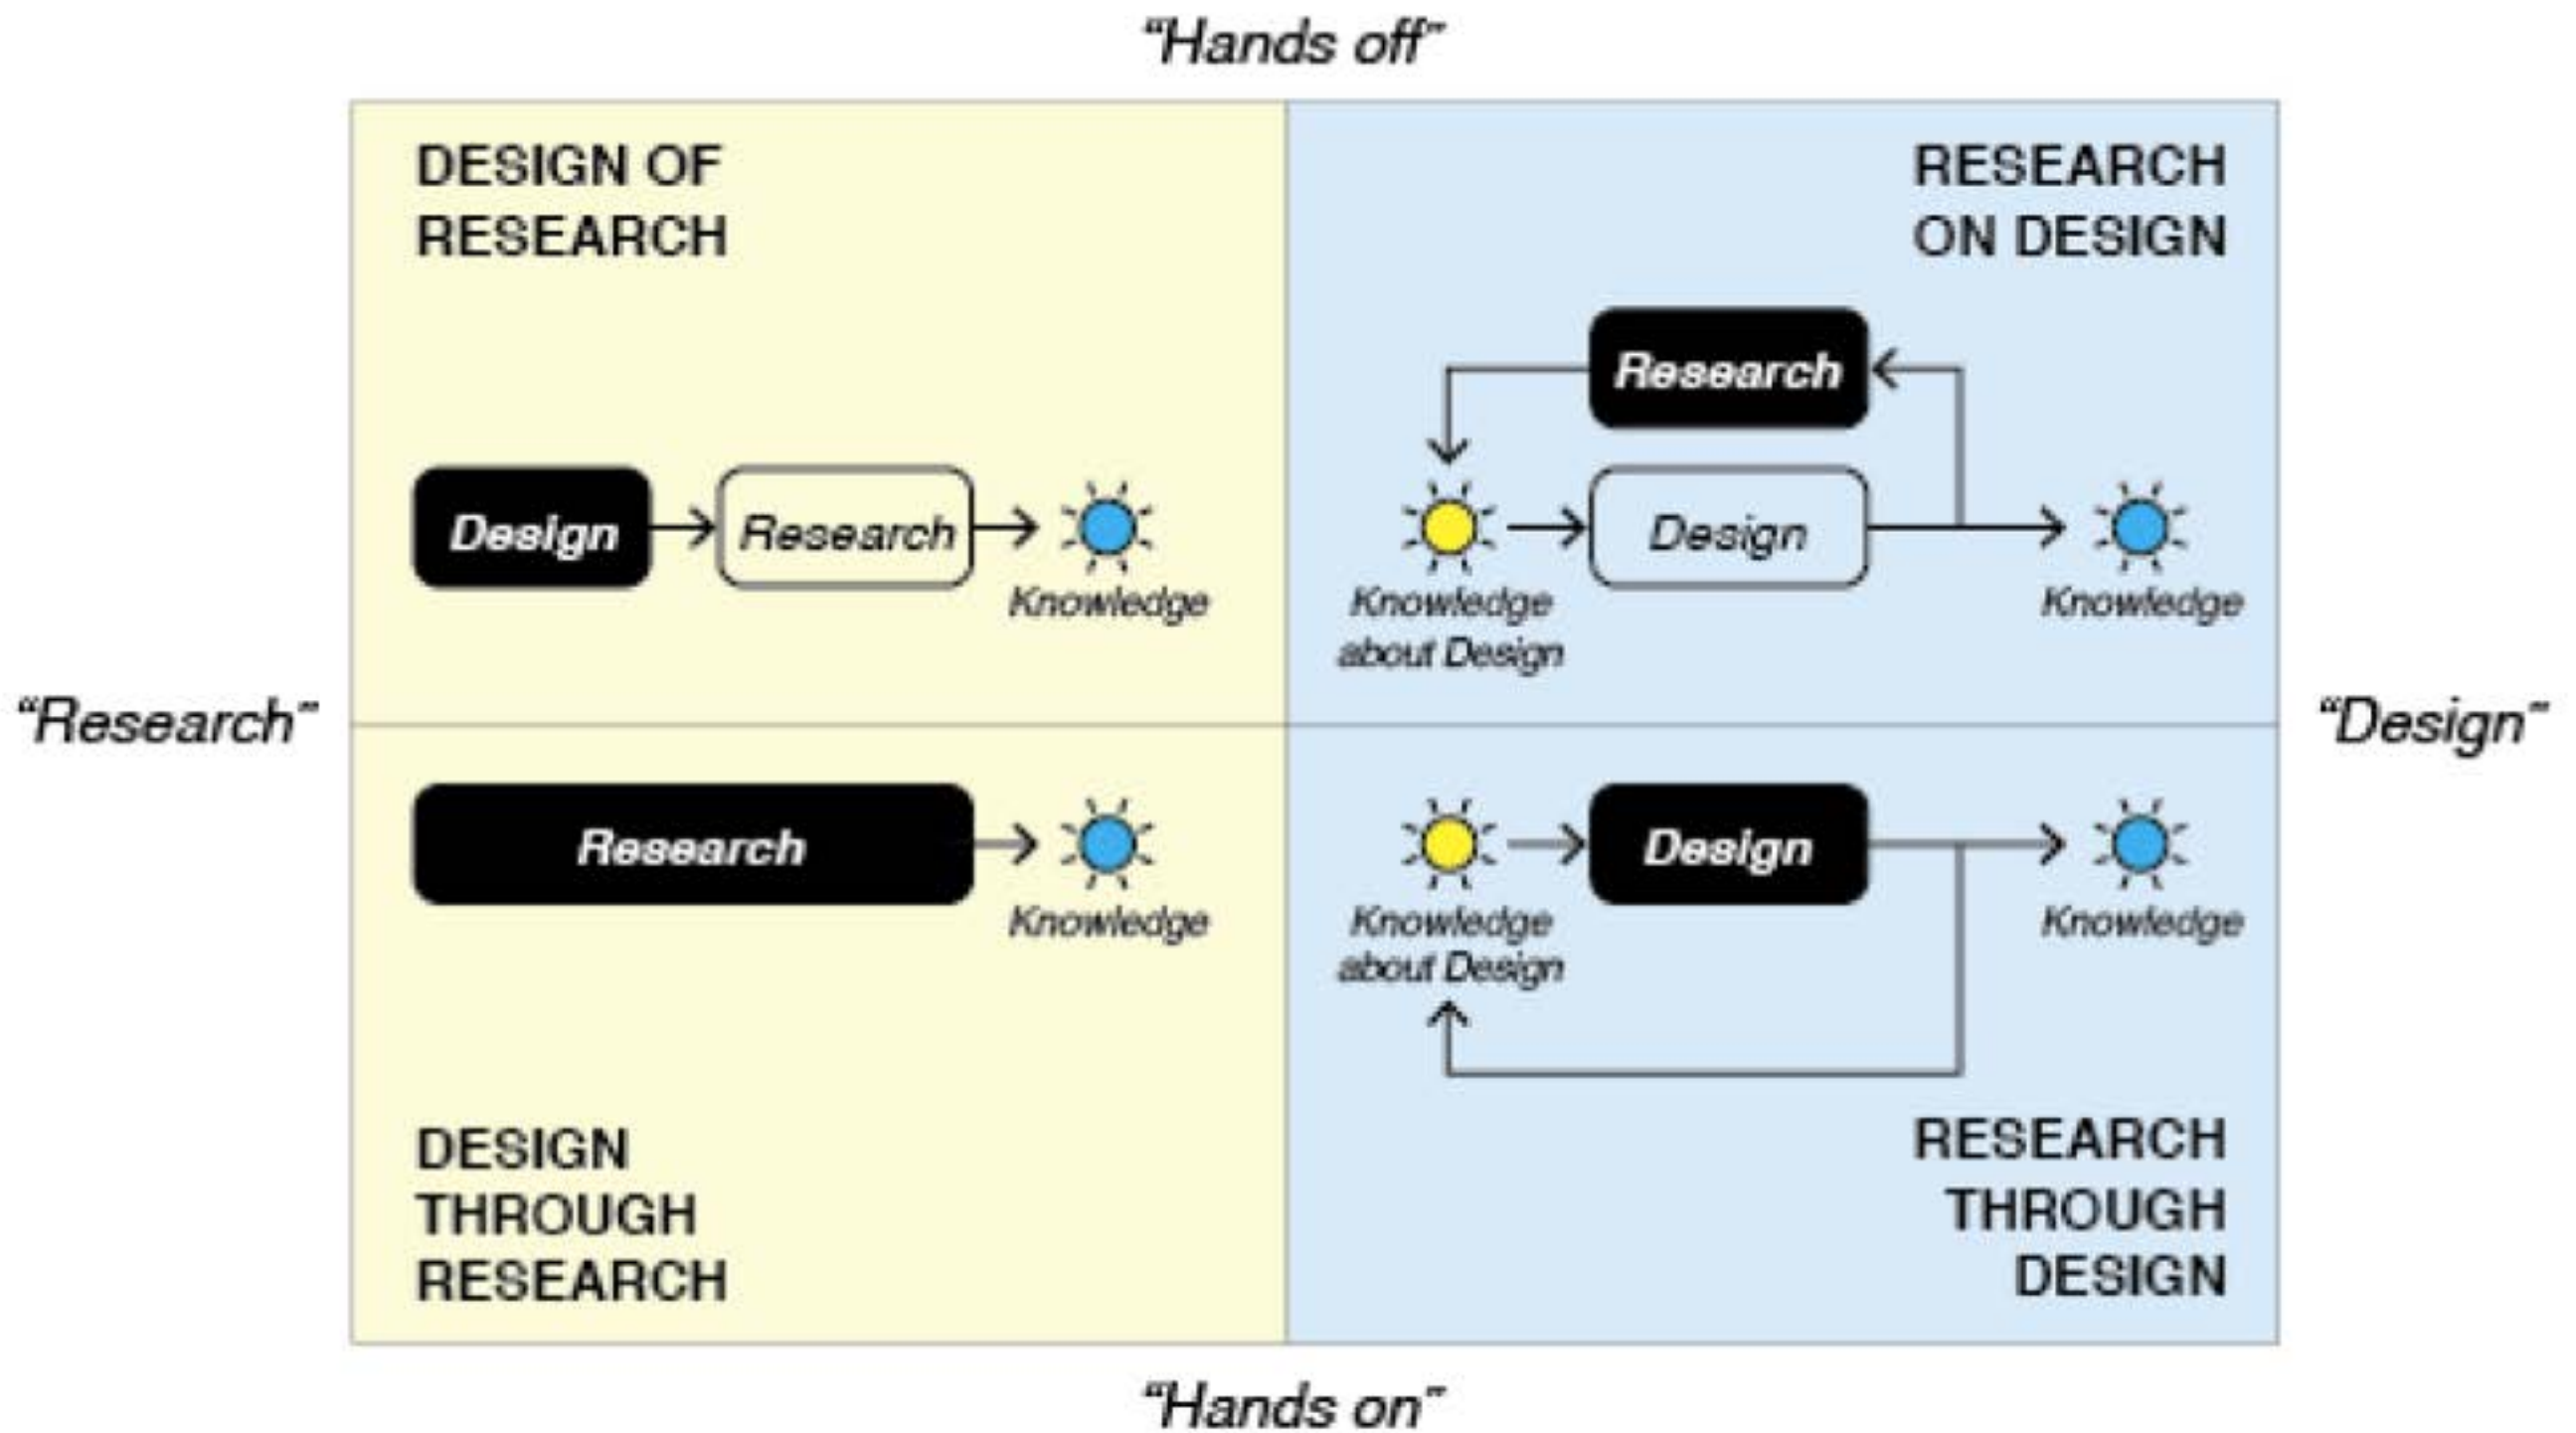 “Hands off”
DESIGN OF
RESEARCH
Design
Research
Knowledge
RESEARCH
ON DESIGN
Research
Knowledge
about Design
Design
Knowledge
“Research”
“Design”
Research
Knowledge
DESIGN
THROUGH
RESEARCH
Knowledge
about Design
Design
Knowledge
RESEARCH
THROUGH
DESIGN
“Hands on”